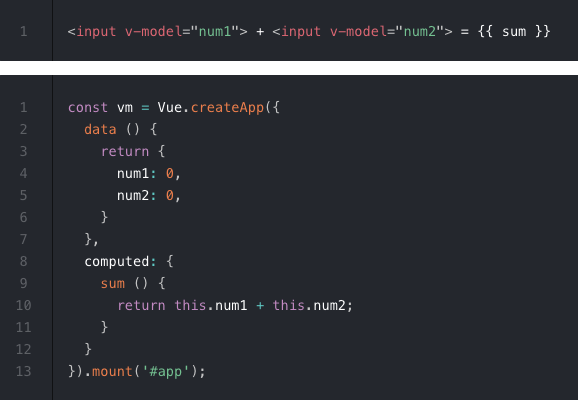 1 <input v-model="num1"> + <input v-model="num2"> = {{ sum }}
1 const vm = Vue.createApp({
2   data () {
3     return {
4       num1: 0,
5       num2: 0,
6     }
7   },
8   computed: {
9     sum () {
10       return this.num1 + this.num2;
11     }
12   }
13 }).mount('#app');